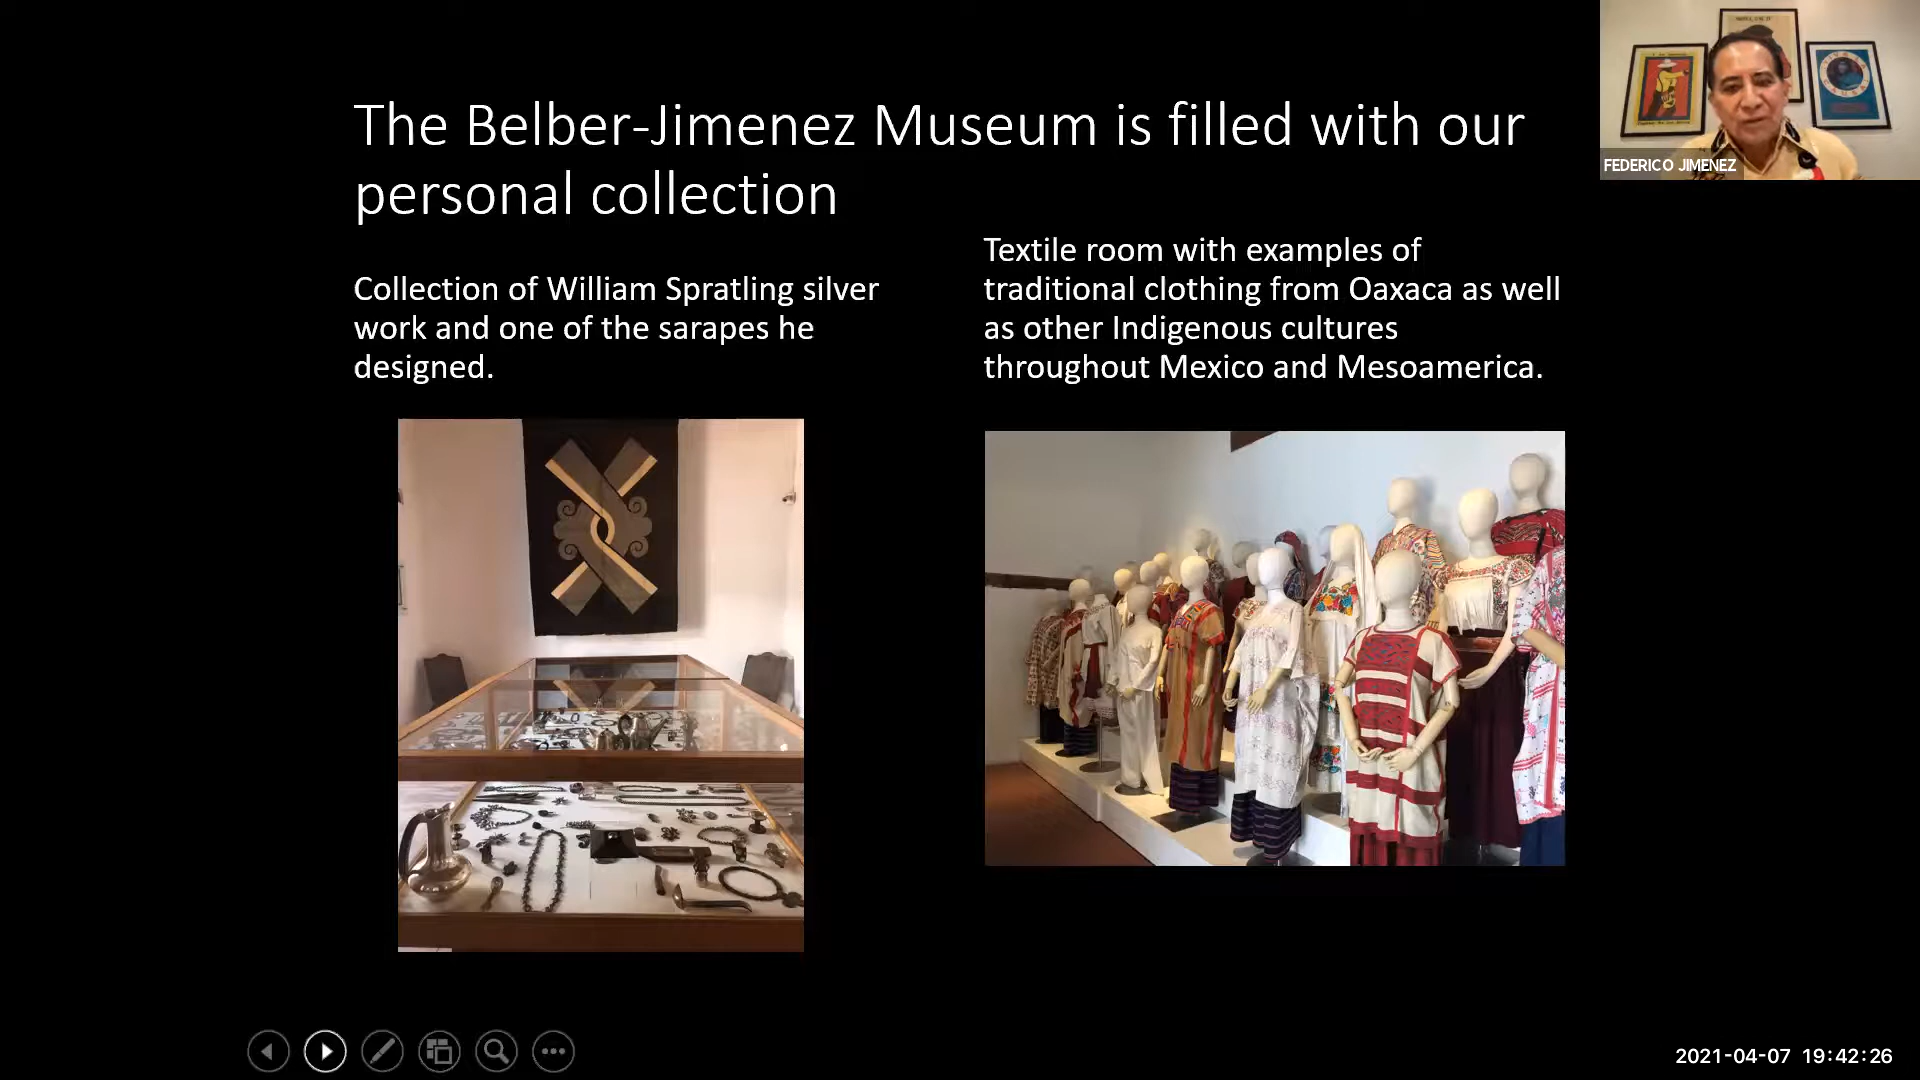 The Belber-Jimenez Museum is filled with our
personal collection
Collection of William Spratling silver
work and one of the sarapes he
designed.
Textile room with examples of
traditional clothing from Oaxaca as well
as other Indigenous cultures
throughout Mexico and Mesoamerica.
FEDERICO JIMENEZ
2021-04-07 19:42:26